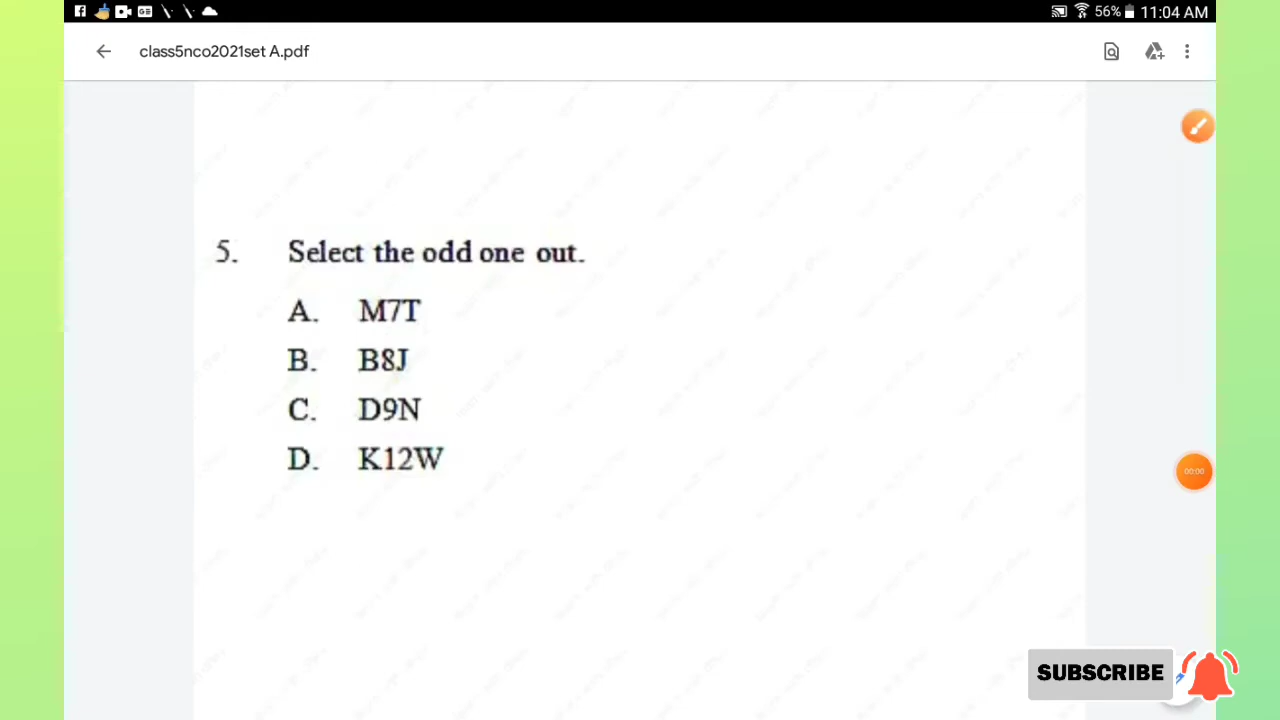 56% 11:04 AM
class5nco2021set A.pdf
5. Select the odd one out.
A. M7T
B. B8J
C. D9N
D. K12W
00:00
SUBSCRIBE